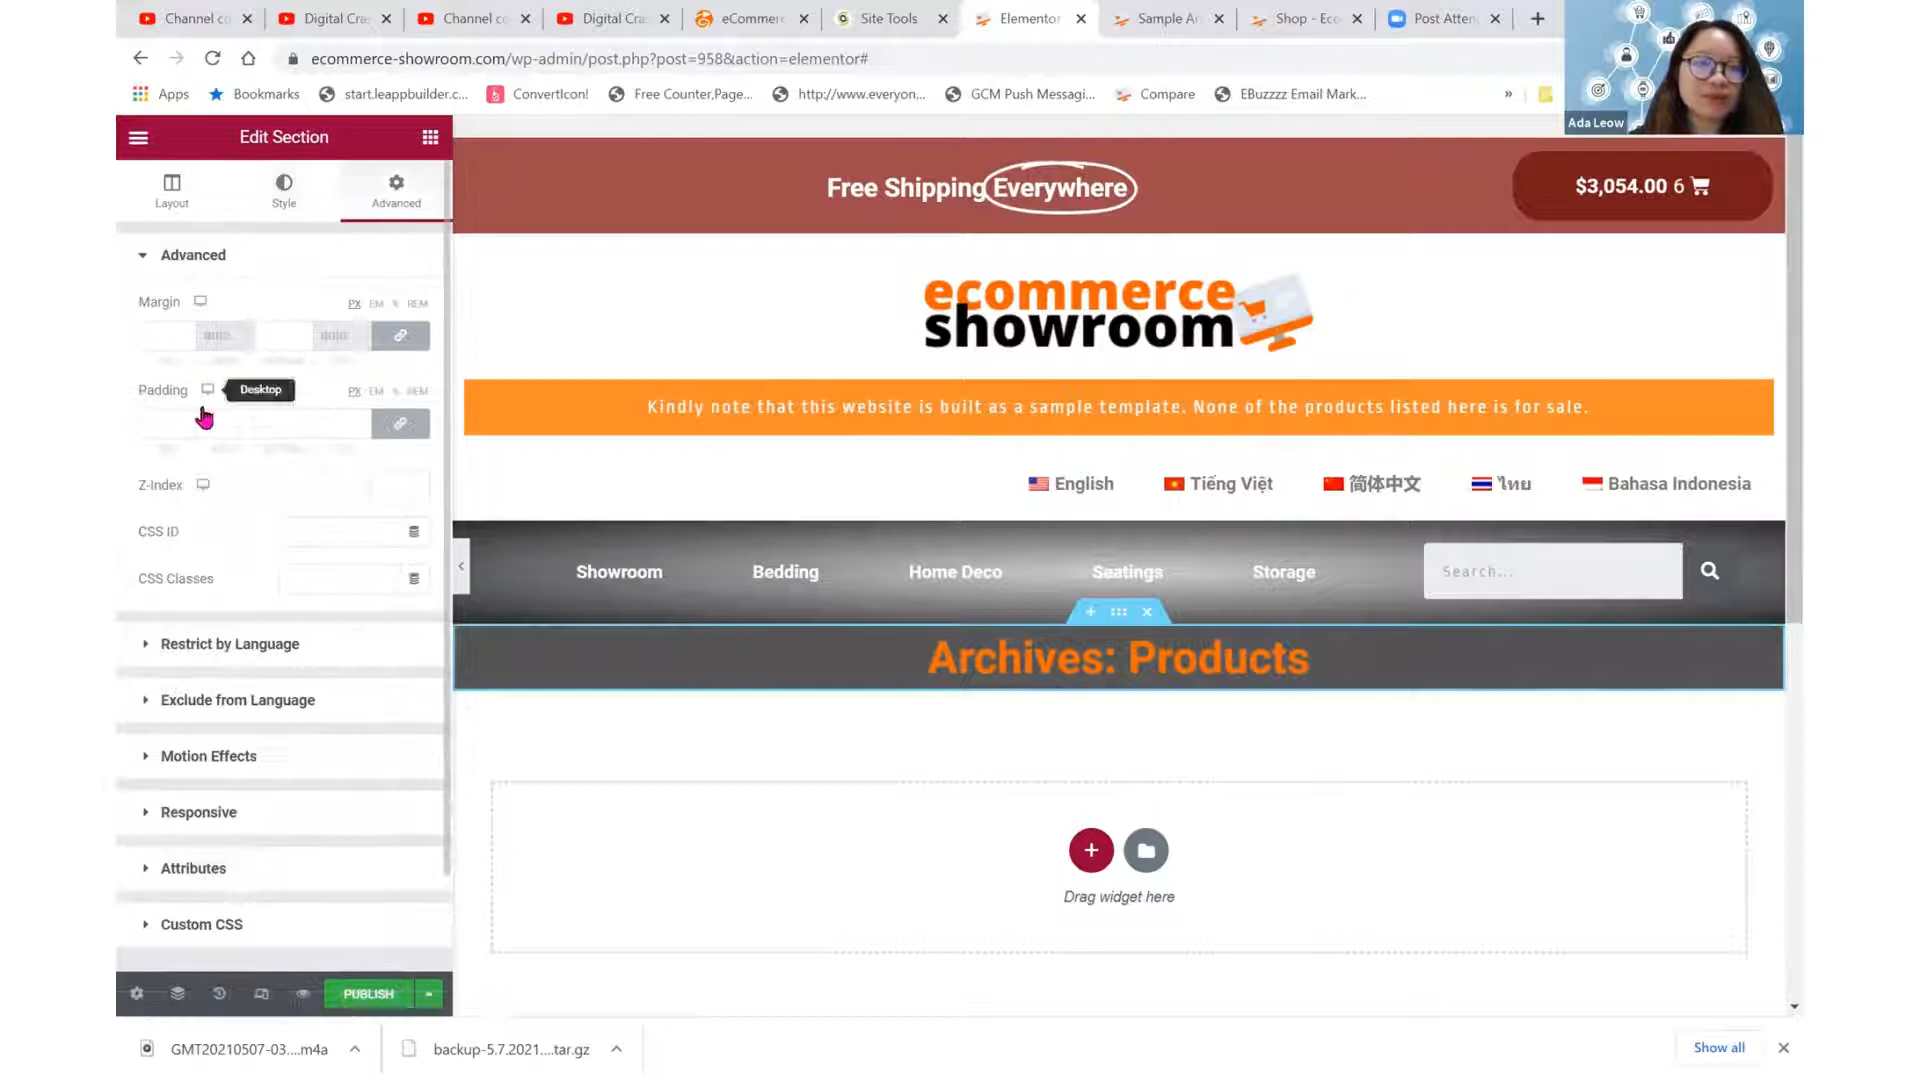 Channel co
Digital Cra
Channel co
Digital Cra
eCommerc
Site Tools
Elementor
Sample Ar
Shop - Eco
Post Atten
ecommerce-showroom.com/wp-admin/post.php?post=958&action=elementor#
Apps
Bookmarks
start.leappbuilder.c...
ConvertIcon!
Free Counter,Page...
http://www.everyon...
GCM Push Messagi...
Compare
EBuzzzz Email Mark...
»
Ada Leow
Edit Section
Layout
Style
Advanced
Advanced
Margin
PX EM % REM
Padding
Desktop
PX EM % REM
Z-Index
CSS ID
CSS Classes
Restrict by Language
Exclude from Language
Motion Effects
Responsive
Attributes
Custom CSS
PUBLISH
Free Shipping Everywhere
$3,054.00 6
ecommerce
showroom
Kindly note that this website is built as a sample template. None of the products listed here is for sale.
English
Tiếng Việt
简体中文
ไทย
Bahasa Indonesia
Showroom
Bedding
Home Deco
Seatings
Storage
Search...
Archives: Products
Drag widget here
GMT20210507-03....m4a
backup-5.7.2021....tar.gz
Show all